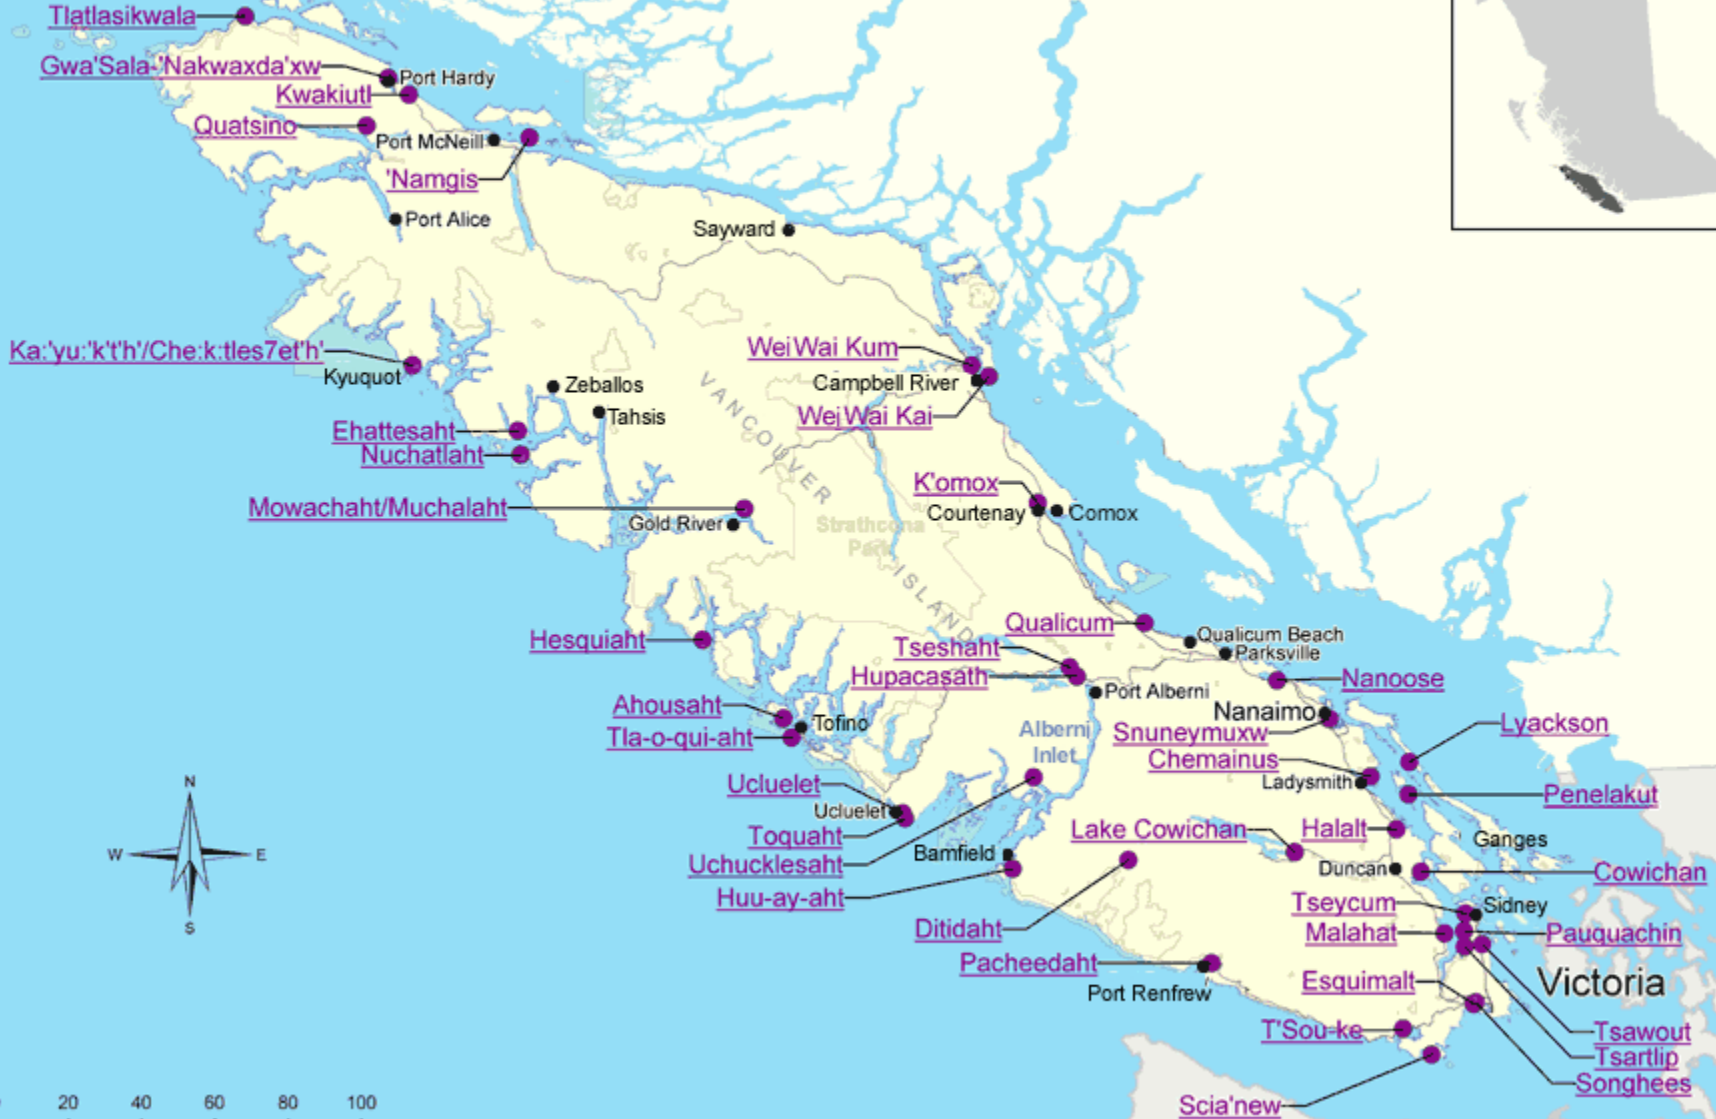 Tlatlasikwala
Gwa'Sala-'Nakwaxda'xw
Port Hardy
Kwakiutl
Quatsino
Port McNeill
'Namgis
Port Alice
Sayward
Ka:'yu:'k't'h'/Che:k:tles7et'h'
Kyuquot
WeiWai Kum
Campbell River
Zeballos
Tahsis
Wei Wai Kai
VANCOUVER
ISLAND
Ehattesaht
Nuchatlaht
K'omox
Mowachaht/Muchalaht
Courtenay
Comox
Gold River
Strathcona
Park
Qualicum
Hesquiaht
Qualicum Beach
Tseshaht
Parksville
Hupacasath
Nanoose
Port Alberni
Ahousaht
Tofino
Nanaimo
Tla-o-qui-aht
Alberni
Inlet
Snuneymuxw
Lyackson
Chemainus
Ucluelet
Ladysmith
Penelakut
Ucluelet
Toquaht
Lake Cowichan
Halalt
Ganges
Uchucklesaht
Bamfield
Duncan
Cowichan
Huu-ay-aht
Tseycum
Sidney
Ditidaht
Malahat
Pauquachin
Pacheedaht
Esquimalt
Victoria
Port Renfrew
T'Sou-ke
Tsawout
Tsartlip
Songhees
Scia'new
N
W
E
S
20 40 60 80 100